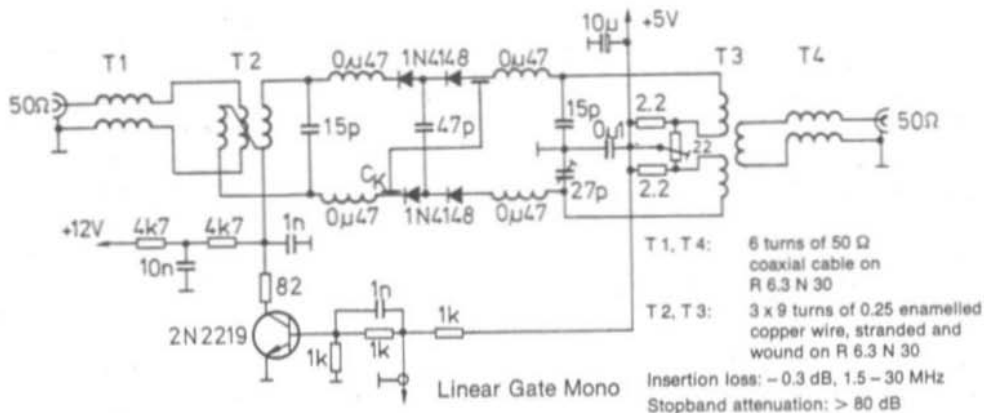 10µ
+5V
T1
T2
0µ47
1N4148
0µ47
T3
T4
50Ω
15p
47p
15p
0µ1
2.2
22
2.2
50Ω
CK
27p
0µ47
1N4148
0µ47
+12V
4k7
4k7
1n
10n
82
2N2219
1n
1k
1k
1k
Linear Gate Mono
T 1, T 4: 6 turns of 50 Ω
coaxial cable on
R 6.3 N 30
T 2, T 3: 3 x 9 turns of 0.25 enamelled
copper wire, stranded and
wound on R 6.3 N 30
Insertion loss: – 0.3 dB, 1.5 – 30 MHz
Stopband attenuation: > 80 dB